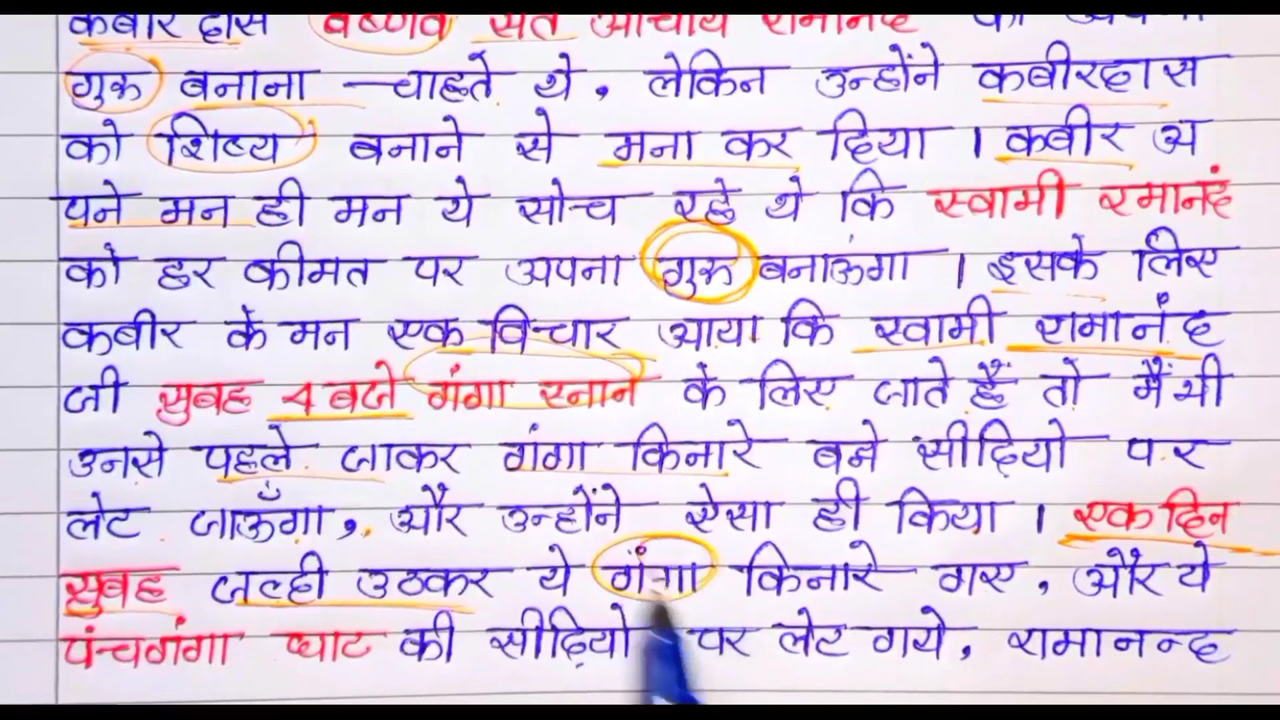 कबीर दास वैष्णव संत आचार्य रामानंद को अपना
गुरू बनाना चाहते थे, लेकिन उन्होंने कबीरदास
को शिष्य बनाने से मना कर दिया । कबीर अ
पने मन ही मन ये सोच रहे थे कि स्वामी रमानंद
को हर कीमत पर अपना गुरू बनाऊंगा । इसके लिए
कबीर के मन एक विचार आया कि स्वामी रामानंद
जी सुबह 4 बजे गंगा स्नान के लिए जाते हैं तो मैं भी
उनसे पहले जाकर गंगा किनारे बने सीढ़ियो पर
लेट जाऊँगा, और उन्होंने ऐसा ही किया । एक दिन
सुबह जल्दी उठकर ये गंगा किनारे गए, और ये
पंचगंगा घाट की सीढ़ियो पर लेट गये, रामानन्द